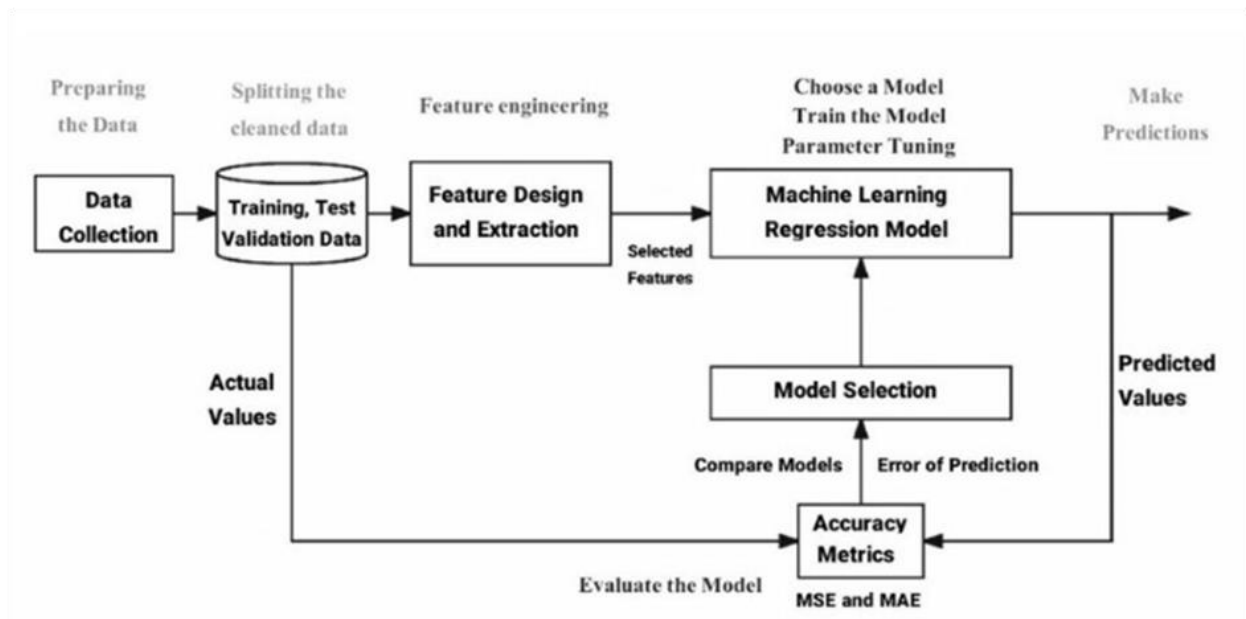 Preparing
the Data
Splitting the
cleaned data
Feature engineering
Choose a Model
Train the Model
Parameter Tuning
Make
Predictions
Data
Collection
Training, Test
Validation Data
Feature Design
and Extraction
Selected
Features
Machine Learning
Regression Model
Actual
Values
Model Selection
Predicted
Values
Compare Models
Error of Prediction
Accuracy
Metrics
Evaluate the Model
MSE and MAE